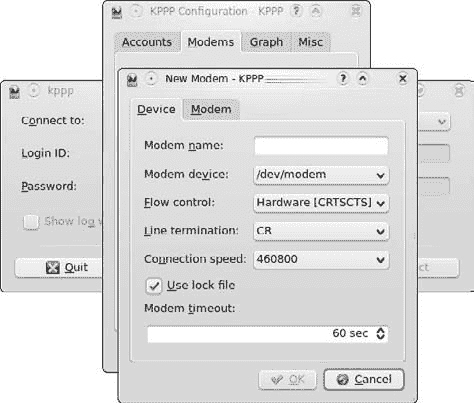 KPPP Configuration - KPPP
Accounts Modems Graph Misc
kppp
Connect to:
Login ID:
Password:
Show log
Quit
New Modem - KPPP
Device Modem
Modem name:
Modem device: /dev/modem
Flow control: Hardware [CRTSCTS]
Line termination: CR
Connection speed: 460800
Use lock file
Modem timeout:
60 sec
OK Cancel